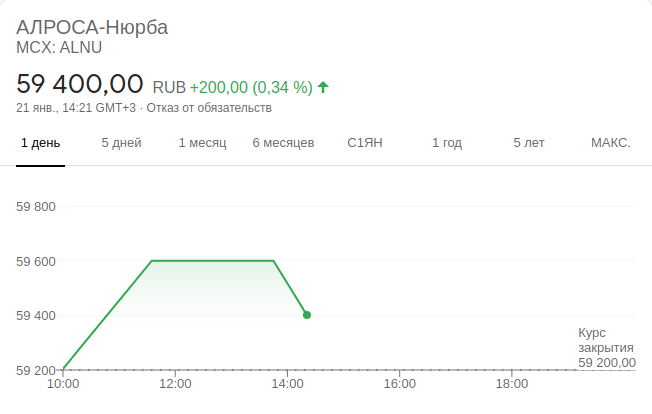 АЛРОСА-Нюрба
MCX: ALNU
59 400,00 RUB +200,00 (0,34 %)
21 янв., 14:21 GMT+3 · Отказ от обязательств
1 день 5 дней 1 месяц 6 месяцев С1ЯН 1 год 5 лет МАКС.
59 800
59 600
59 400
Курс
закрытия
59 200,00
59 200
10:00 12:00 14:00 16:00 18:00